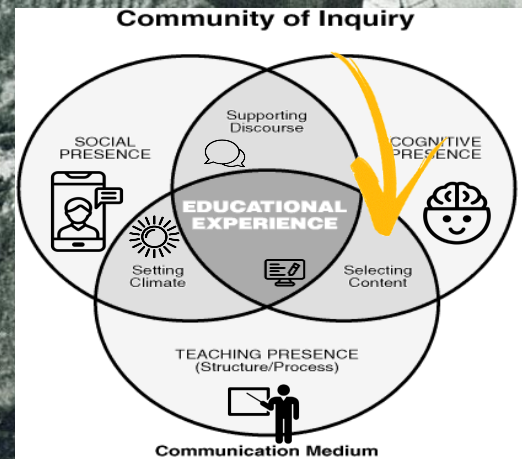 Community of Inquiry
Supporting
Discourse
SOCIAL
PRESENCE
COGNITIVE
PRESENCE
EDUCATIONAL
EXPERIENCE
Setting
Climate
Selecting
Content
TEACHING PRESENCE
(Structure/Process)
Communication Medium